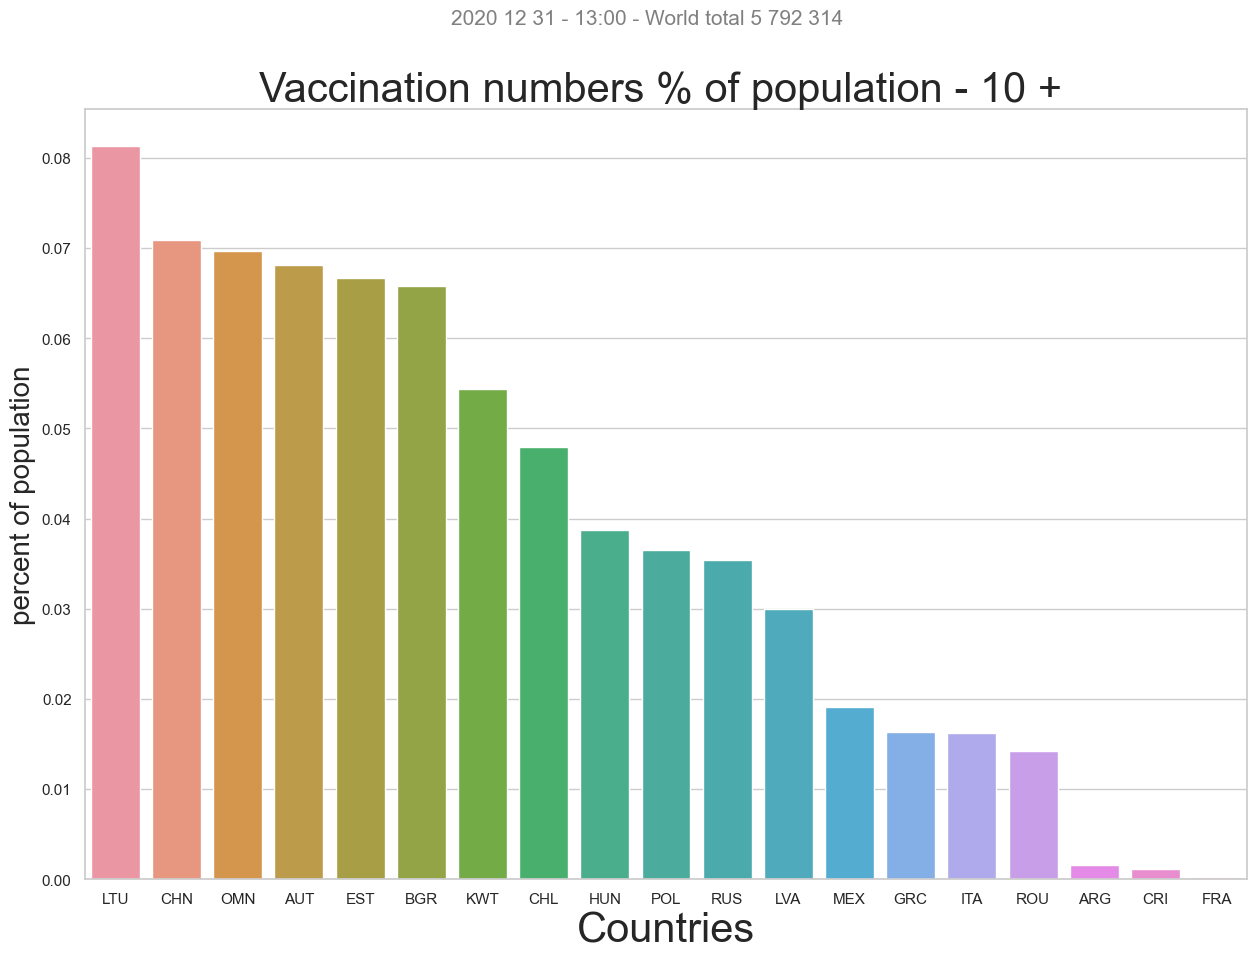 2020 12 31 - 13:00 - World total 5 792 314
Vaccination numbers % of population - 10 +
percent of population
0.08
0.07
0.06
0.05
0.04
0.03
0.02
0.01
0.00
LTU CHN OMN AUT EST BGR KWT CHL HUN POL RUS LVA MEX GRC ITA ROU ARG CRI FRA
Countries